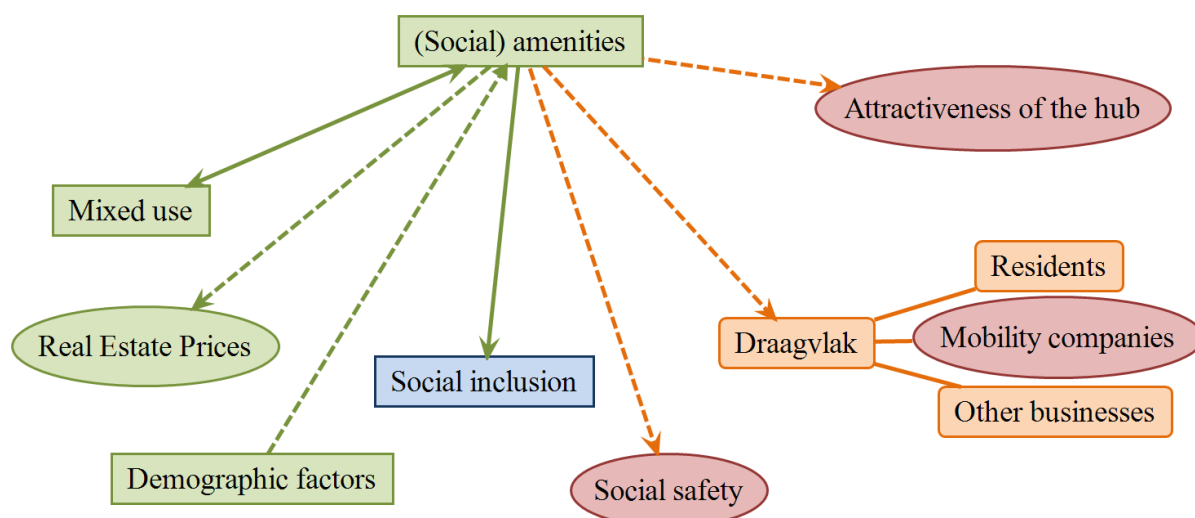 (Social) amenities
Attractiveness of the hub
Mixed use
Residents
Real Estate Prices
Draagvlak
Mobility companies
Social inclusion
Other businesses
Demographic factors
Social safety